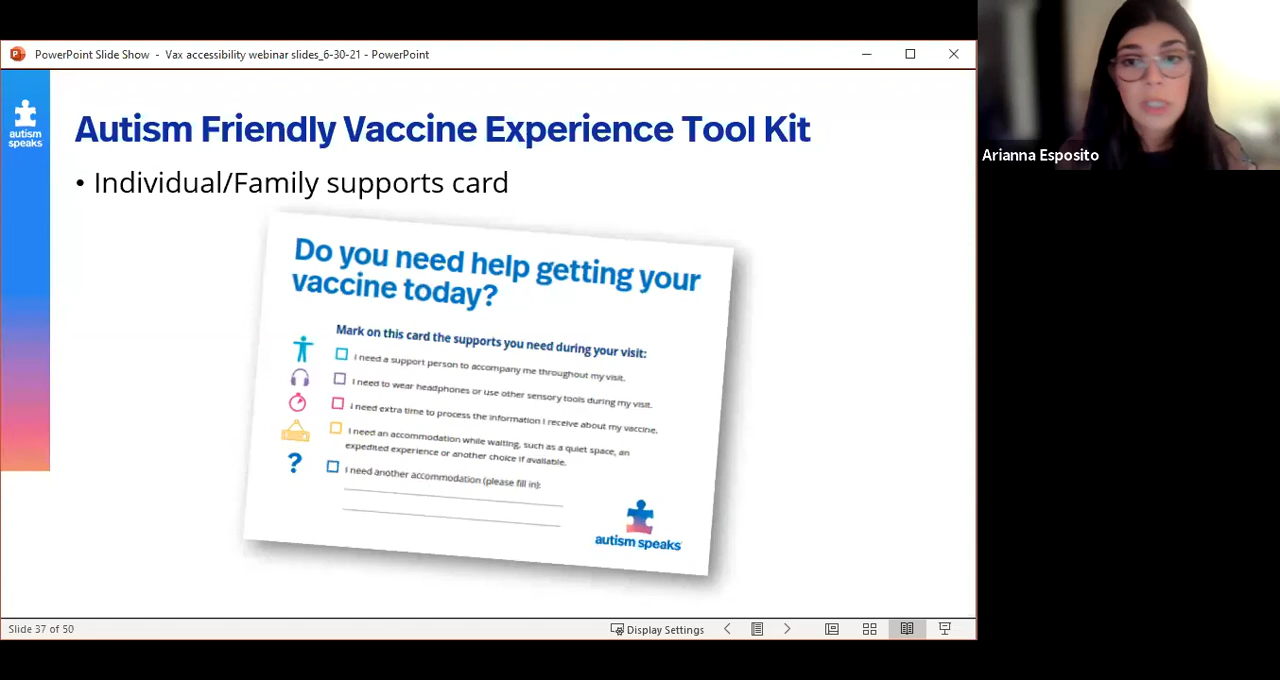 PowerPoint Slide Show - Vax accessibility webinar slides_6-30-21 - PowerPoint
autism
speaks
Autism Friendly Vaccine Experience Tool Kit
• Individual/Family supports card
Do you need help getting your
vaccine today?
Mark on this card the supports you need during your visit:
I need a support person to accompany me throughout my visit.
I need to wear headphones or use other sensory tools during my visit.
I need extra time to process the information I receive about my vaccine.
I need an accommodation while waiting, such as a quiet space, an
expedited experience or another choice if available.
? I need another accommodation (please fill in):
autism speaks
Arianna Esposito
Slide 37 of 50
Display Settings